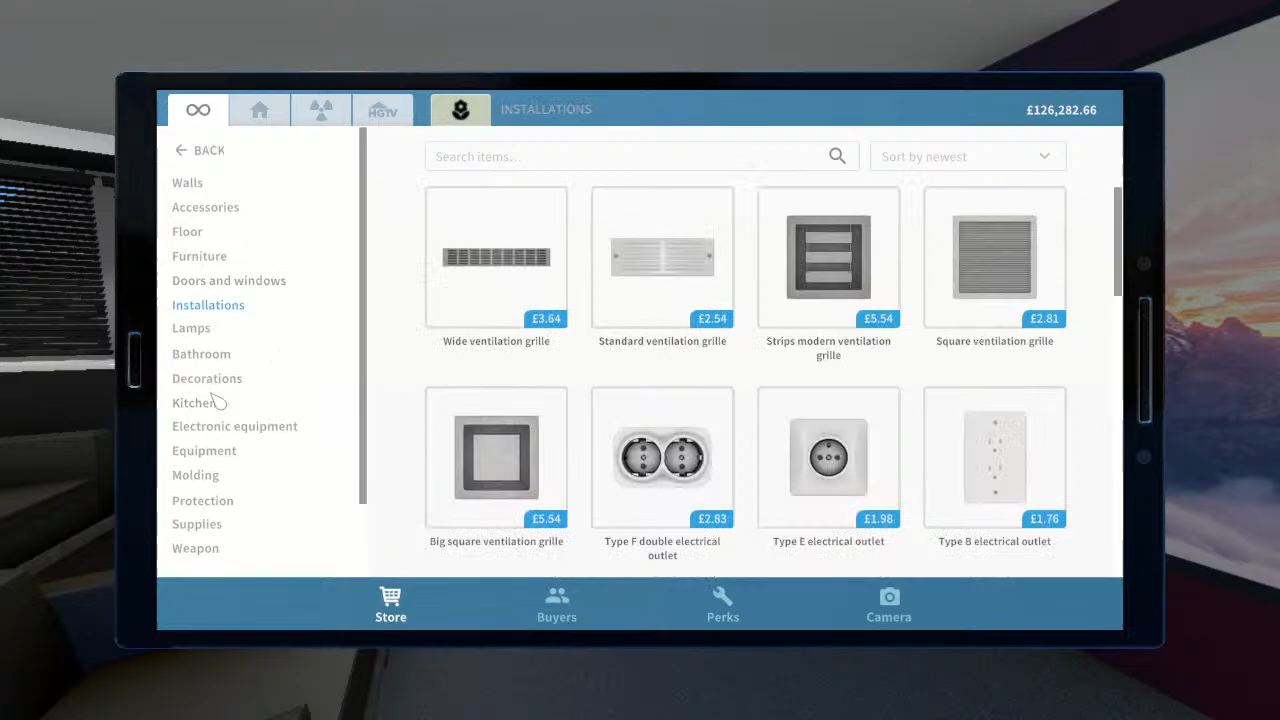 HGTV
INSTALLATIONS
£126,282.66
BACK
Search items...
Sort by newest
Walls
Accessories
Floor
Furniture
Doors and windows
Installations
Lamps
Bathroom
Decorations
Kitchen
Electronic equipment
Equipment
Molding
Protection
Supplies
Weapon
£3.64
£2.54
£5.54
£2.81
Wide ventilation grille
Standard ventilation grille
Strips modern ventilation
grille
Square ventilation grille
£5.54
£2.83
£1.98
£1.76
Big square ventilation grille
Type F double electrical
outlet
Type E electrical outlet
Type B electrical outlet
Store
Buyers
Perks
Camera